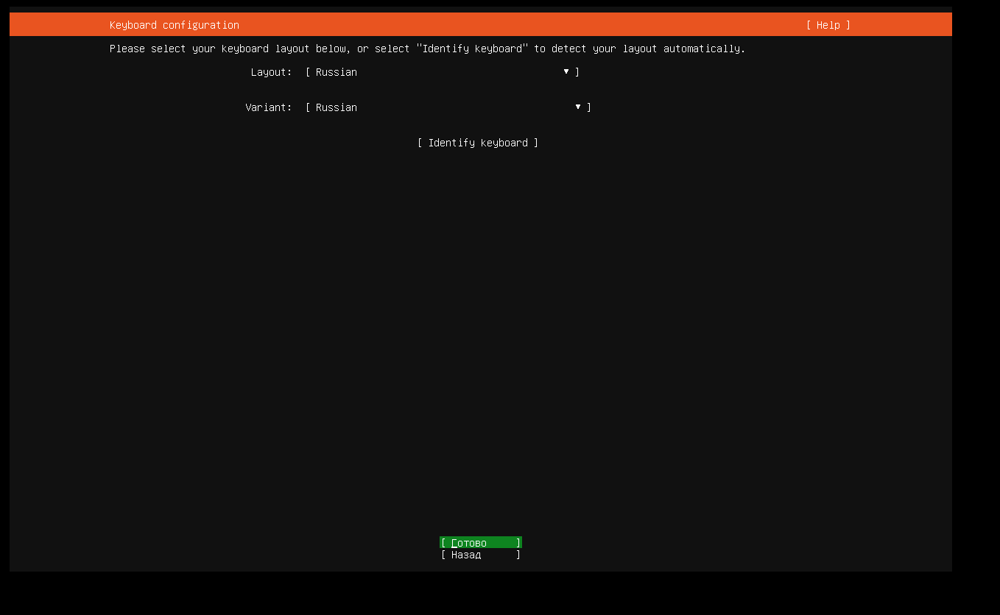 Keyboard configuration [ Help ]
Please select your keyboard layout below, or select "Identify keyboard" to detect your layout automatically.
Layout: [ Russian ▼ ]
Variant: [ Russian ▼ ]
[ Identify keyboard ]
[ Готово ]
[ Назад ]